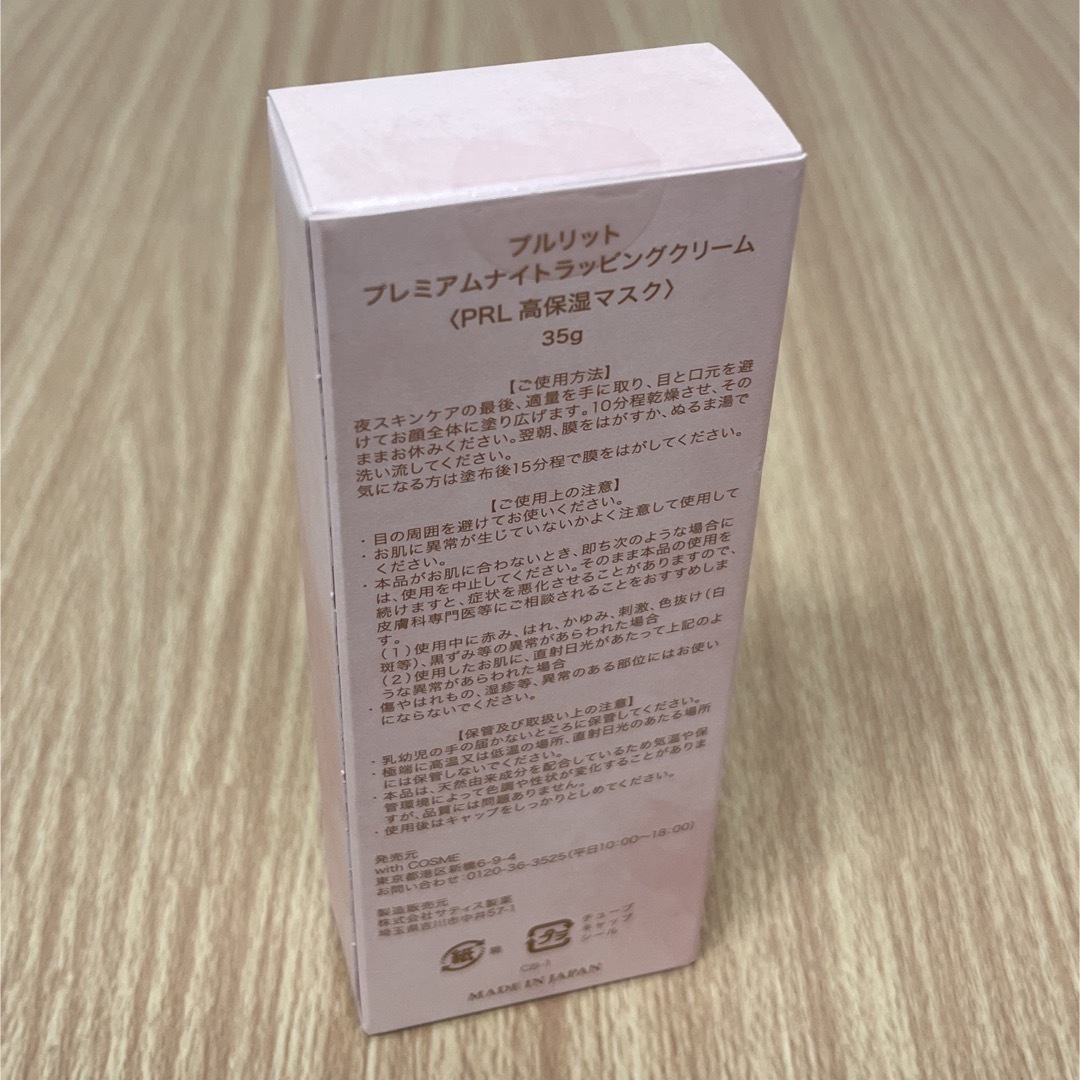 プルリット
プレミアムナイトラッピングクリーム
〈PRL 高保湿マスク〉
35g
【ご使用方法】
夜スキンケアの最後、適量を手に取り、目と口元を避
けてお顔全体に塗り広げます。10分程乾燥させ、その
ままお休みください。翌朝、膜をはがすか、ぬるま湯で
洗い流してください。
気になる方は塗布後15分程で膜をはがしてください。
【ご使用上の注意】
・目の周囲を避けてお使いください。
・お肌に異常が生じていないかよく注意して使用して
ください。
・本品がお肌に合わないとき、即ち次のような場合に
は、使用を中止してください。そのまま本品の使用を
続けますと、症状を悪化させることがありますので、
皮膚科専門医等にご相談されることをおすすめしま
す。
（1）使用中に赤み、はれ、かゆみ、刺激、色抜け（白
斑等）、黒ずみ等の異常があらわれた場合
（2）使用したお肌に、直射日光があたって上記のよ
うな異常があらわれた場合
・傷やはれもの、湿疹等、異常のある部位にはお使い
にならないでください。
【保管及び取扱い上の注意】
・乳幼児の手の届かないところに保管してください。
・極端に高温又は低温の場所、直射日光のあたる場所
には保管しないでください。
・本品は、天然由来成分を配合しているため気温や保
管環境によって色調や性状が変化することがありま
すが、品質には問題ありません。
・使用後はキャップをしっかりとしめてください。
発売元
with COSME
東京都港区新橋6-9-4
お問い合わせ：0120-36-3525（平日10：00〜18：00）
製造販売元
株式会社サティス製薬
埼玉県吉川市中井57-1
紙 箱
プラ チューブ
キャップ
シール
MADE IN JAPAN